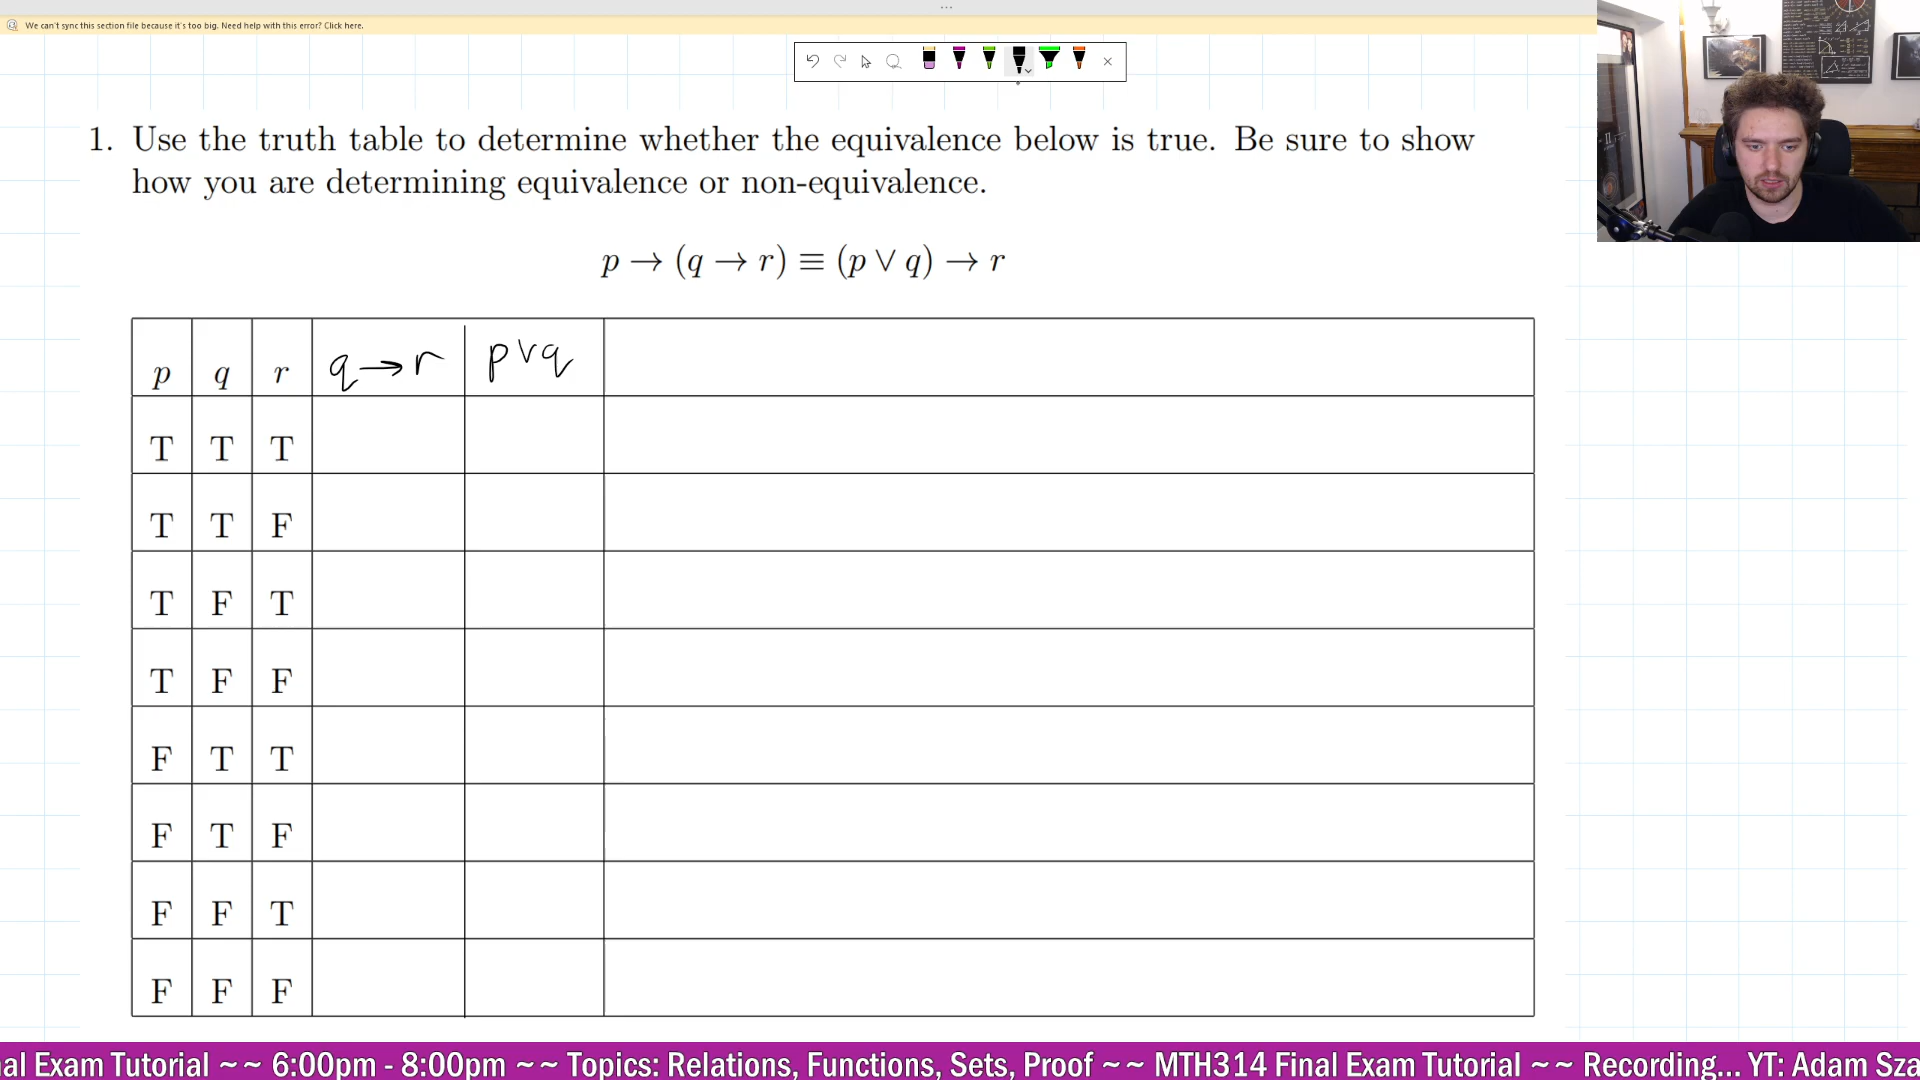 We can't sync this section file because it's too big. Need help with this error? Click here.
1. Use the truth table to determine whether the equivalence below is true. Be sure to show
how you are determining equivalence or non-equivalence.
p → (q → r) ≡ (p ∨ q) → r
p q r q → r p ∨ q
T T T
T T F
T F T
T F F
F T T
F T F
F F T
F F F
al Exam Tutorial ~~ 6:00pm - 8:00pm ~~ Topics: Relations, Functions, Sets, Proof ~~ MTH314 Final Exam Tutorial ~~ Recording... YT: Adam Sza